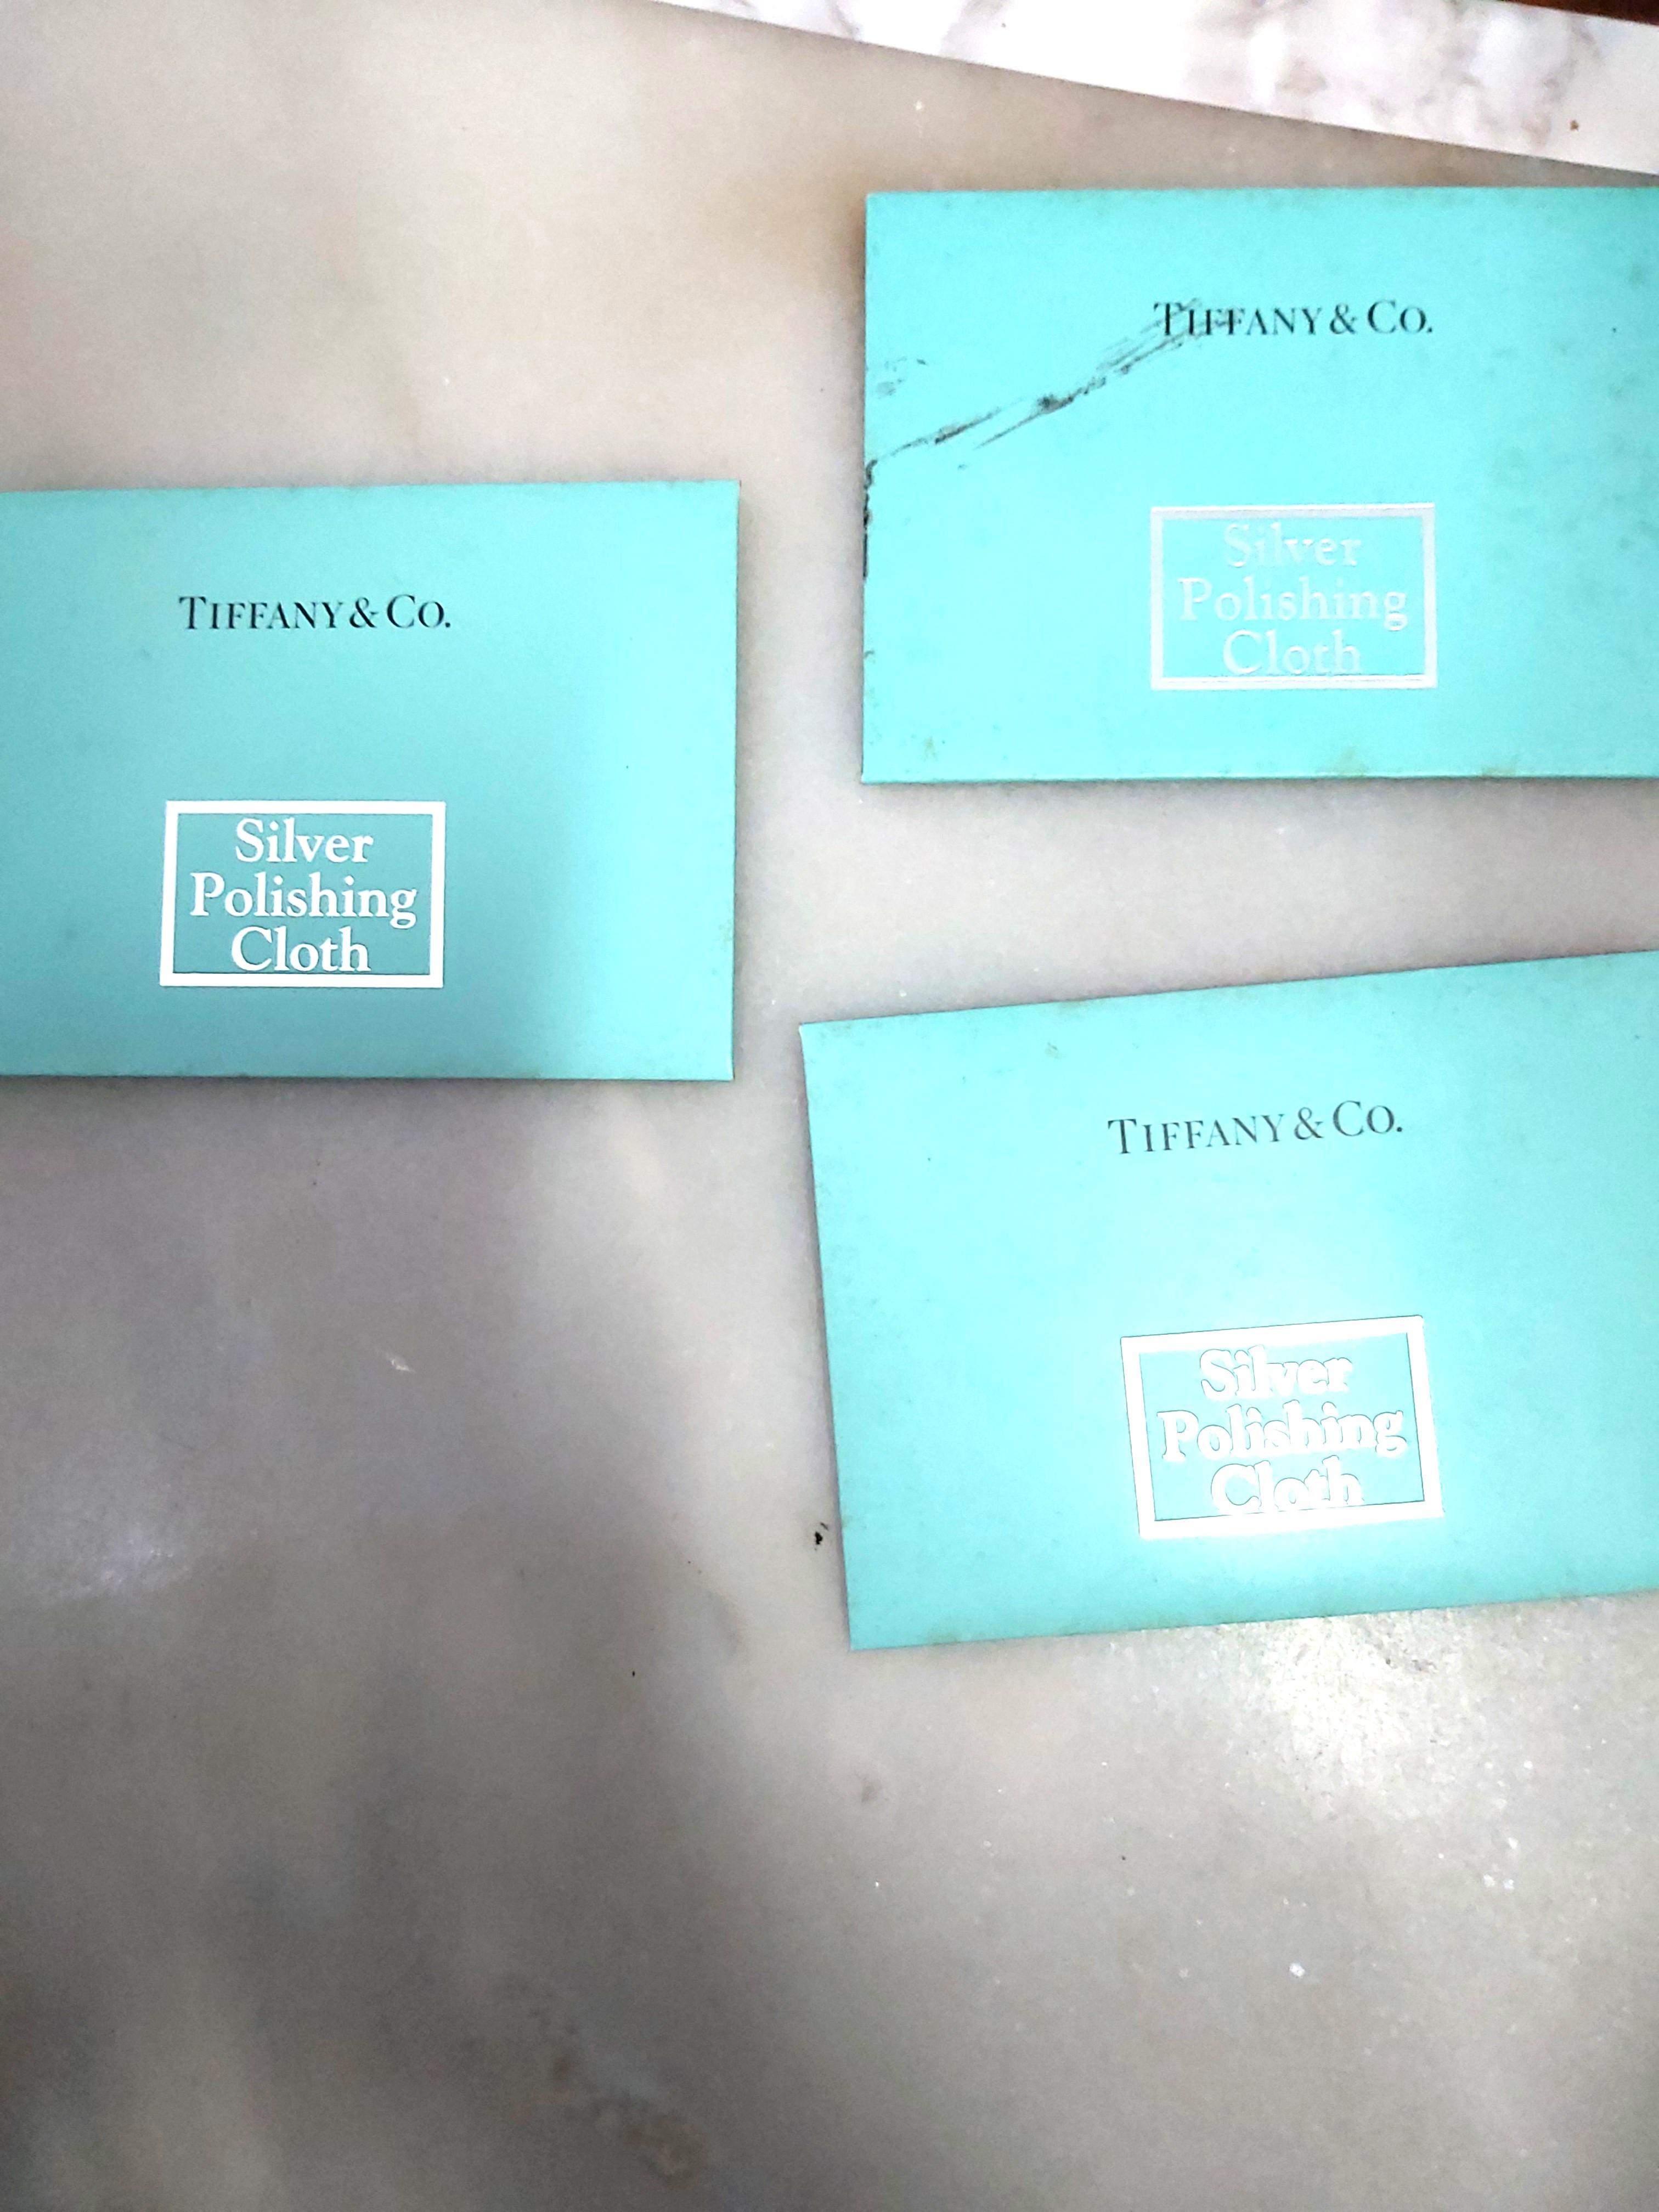 TIFFANY & CO.
Silver
Polishing
Cloth
TIFFANY & CO.
Silver
Polishing
Cloth
TIFFANY & CO.
Silver
Polishing
Cloth